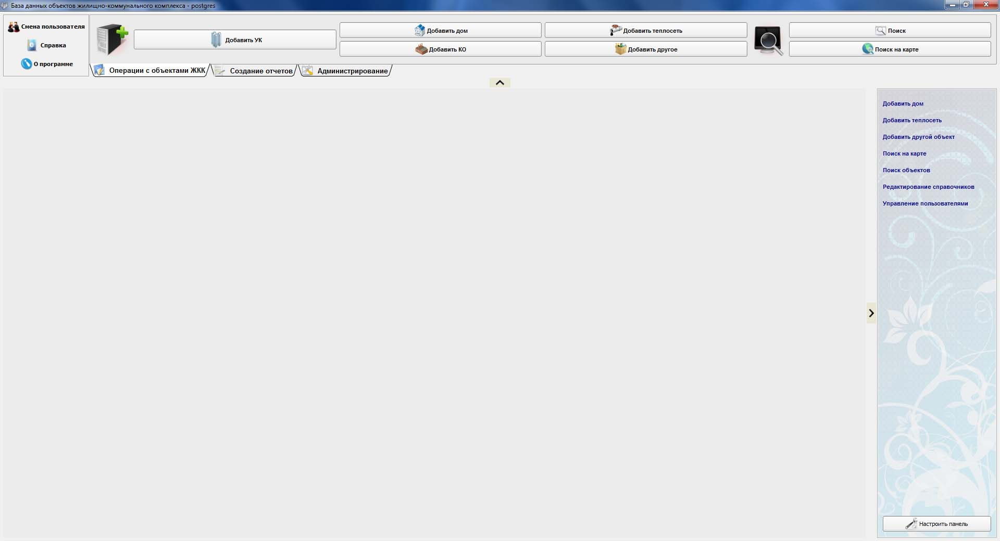 База данных объектов жилищно-коммунального комплекса - postgres
Смена пользователя
Справка
О программе
Добавить УК
Добавить дом
Добавить КО
Добавить теплосеть
Добавить другое
Поиск
Поиск на карте
Операции с объектами ЖКК
Создание отчетов
Администрирование
Добавить дом
Добавить теплосеть
Добавить другой объект
Поиск на карте
Поиск объектов
Редактирование справочников
Управление пользователями
Настроить панель